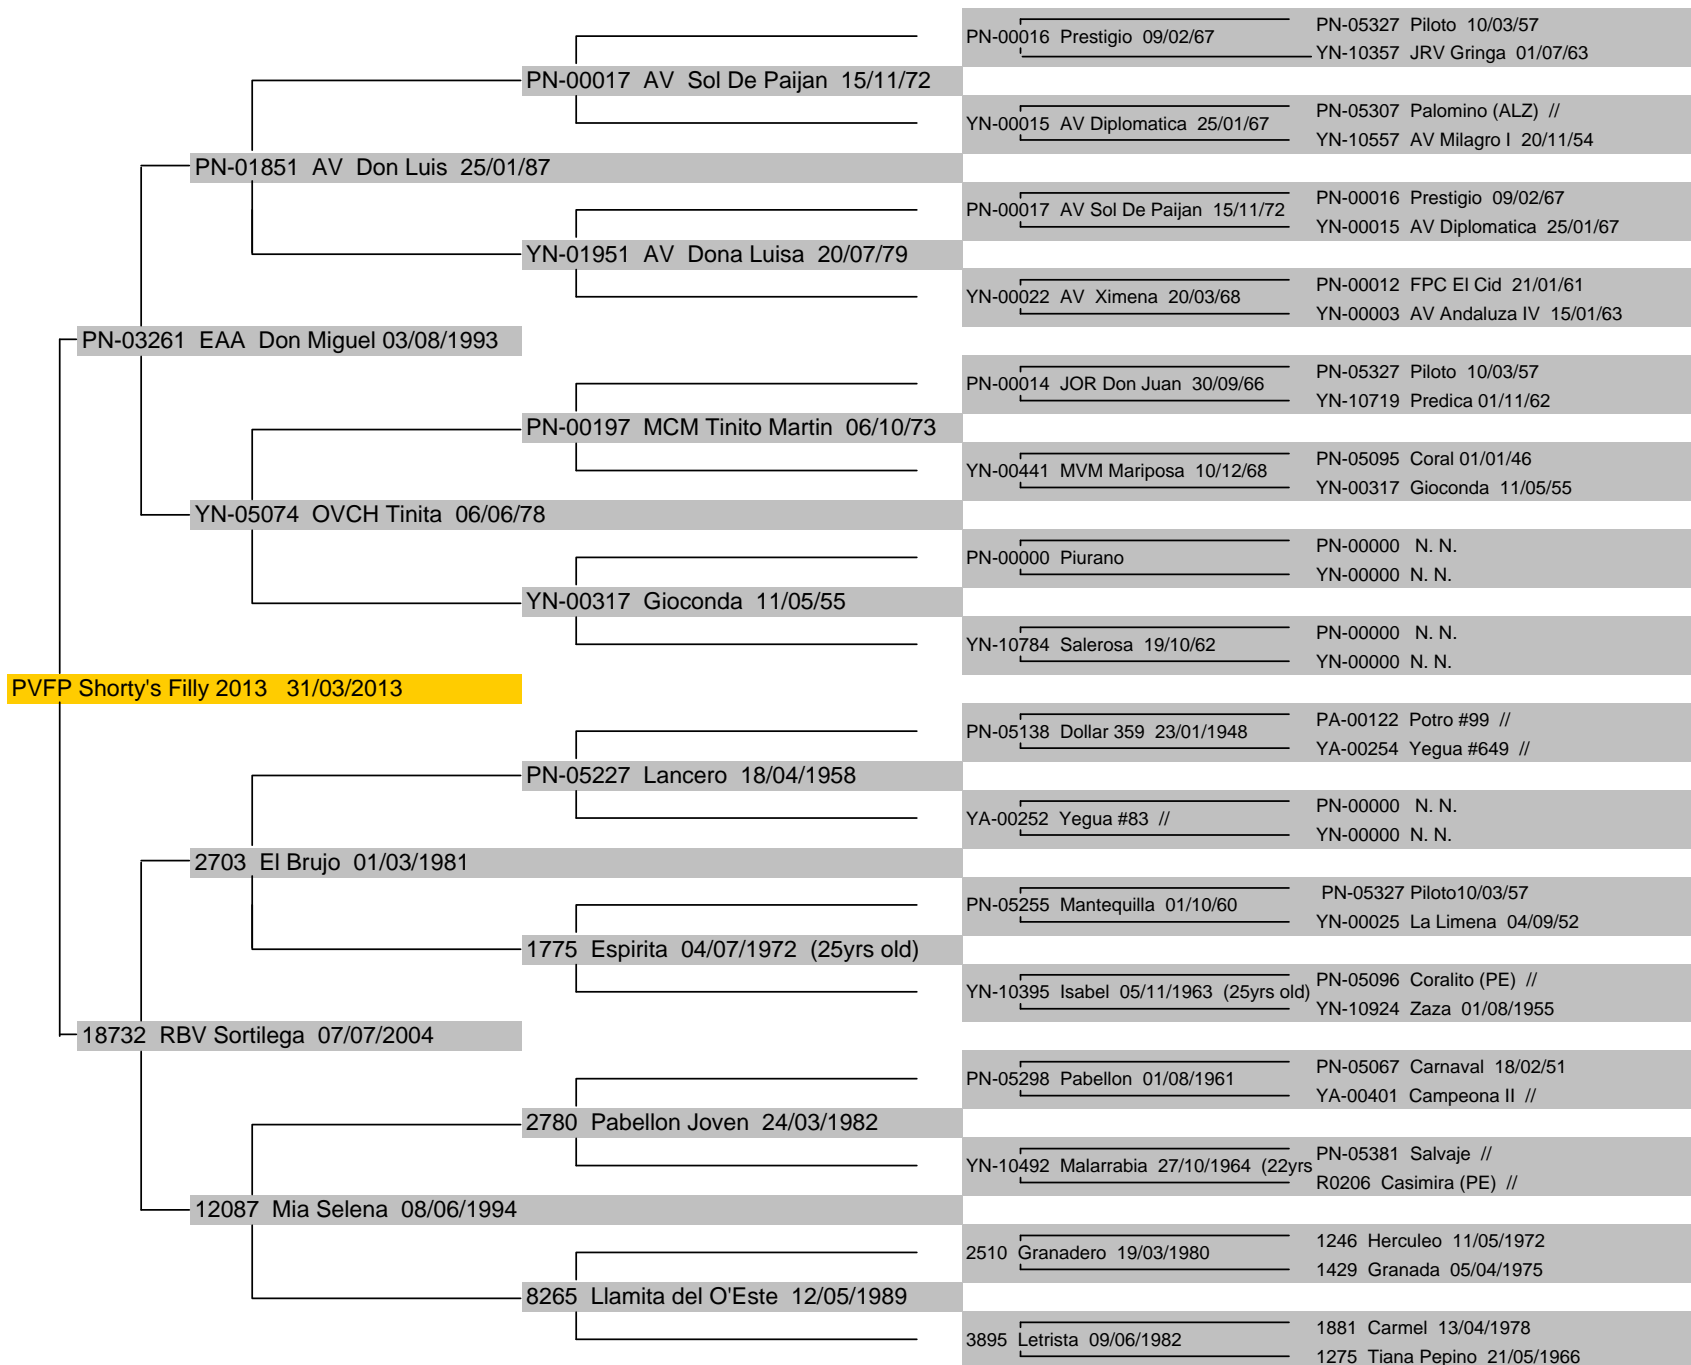 PN-05327 Piloto 10/03/57
PN-00016 Prestigio 09/02/67
YN-10357 JRV Gringa 01/07/63
PN-00017 AV Sol De Paijan 15/11/72
PN-05307 Palomino (ALZ) //
YN-00015 AV Diplomatica 25/01/67
YN-10557 AV Milagro I 20/11/54
PN-01851 AV Don Luis 25/01/87
PN-00016 Prestigio 09/02/67
PN-00017 AV Sol De Paijan 15/11/72
YN-00015 AV Diplomatica 25/01/67
YN-01951 AV Dona Luisa 20/07/79
PN-00012 FPC El Cid 21/01/61
YN-00022 AV Ximena 20/03/68
YN-00003 AV Andaluza IV 15/01/63
PN-03261 EAA Don Miguel 03/08/1993
PN-05327 Piloto 10/03/57
PN-00014 JOR Don Juan 30/09/66
YN-10719 Predica 01/11/62
PN-00197 MCM Tinito Martin 06/10/73
PN-05095 Coral 01/01/46
YN-00441 MVM Mariposa 10/12/68
YN-00317 Gioconda 11/05/55
YN-05074 OVCH Tinita 06/06/78
PN-00000 N. N.
PN-00000 Piurano
YN-00000 N. N.
YN-00317 Gioconda 11/05/55
PN-00000 N. N.
YN-10784 Salerosa 19/10/62
YN-00000 N. N.
PVFP Shorty's Filly 2013 31/03/2013
PA-00122 Potro #99 //
PN-05138 Dollar 359 23/01/1948
YA-00254 Yegua #649 //
PN-05227 Lancero 18/04/1958
PN-00000 N. N.
YA-00252 Yegua #83 //
YN-00000 N. N.
2703 El Brujo 01/03/1981
PN-05327 Piloto10/03/57
PN-05255 Mantequilla 01/10/60
YN-00025 La Limena 04/09/52
1775 Espirita 04/07/1972 (25yrs old)
PN-05096 Coralito (PE) //
YN-10395 Isabel 05/11/1963 (25yrs old)
YN-10924 Zaza 01/08/1955
18732 RBV Sortilega 07/07/2004
PN-05067 Carnaval 18/02/51
PN-05298 Pabellon 01/08/1961
YA-00401 Campeona II //
2780 Pabellon Joven 24/03/1982
PN-05381 Salvaje //
YN-10492 Malarrabia 27/10/1964 (22yrs
R0206 Casimira (PE) //
12087 Mia Selena 08/06/1994
1246 Herculeo 11/05/1972
2510 Granadero 19/03/1980
1429 Granada 05/04/1975
8265 Llamita del O'Este 12/05/1989
1881 Carmel 13/04/1978
3895 Letrista 09/06/1982
1275 Tiana Pepino 21/05/1966